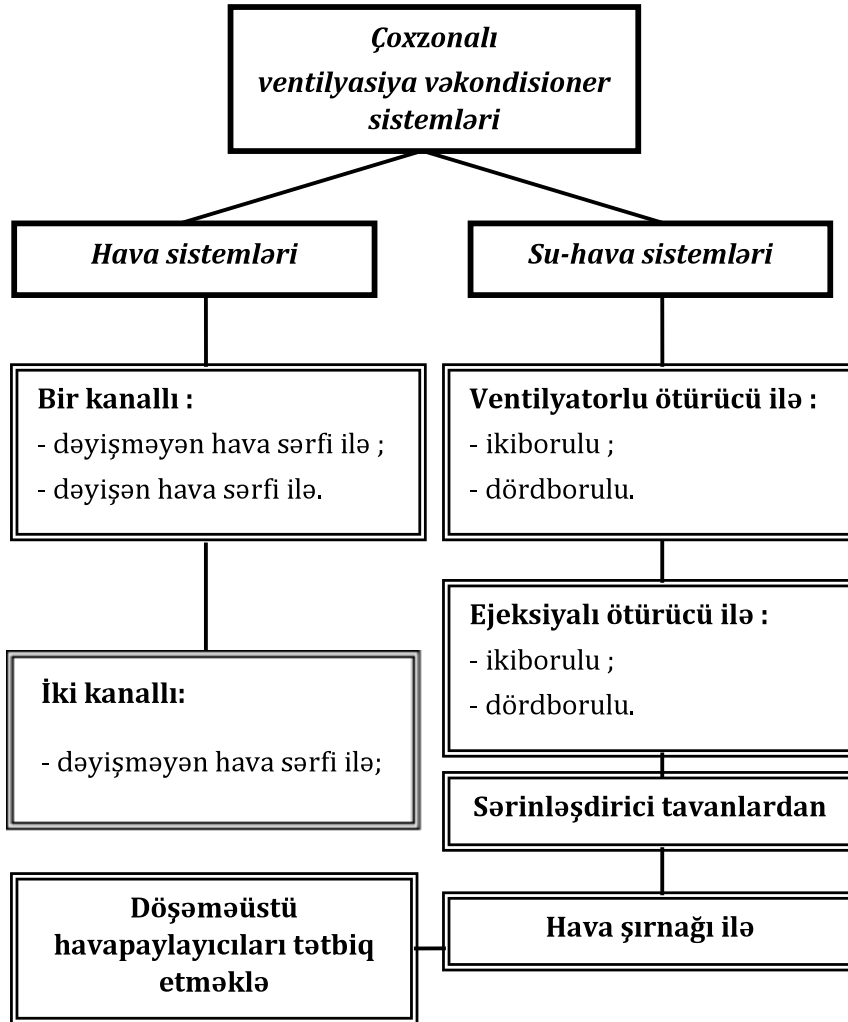 Çoxzonalı
ventilyasiya vəkondisioner
sistemləri
Hava sistemləri
Su-hava sistemləri
Bir kanallı :
- dəyişməyən hava sərfi ilə ;
- dəyişən hava sərfi ilə.
Ventilyatorlu ötürücü ilə :
- ikiborulu ;
- dördborulu.
Ejeksiyalı ötürücü ilə :
- ikiborulu ;
- dördborulu.
İki kanallı:
- dəyişməyən hava sərfi ilə;
Sərinləşdirici tavanlardan
Döşəməüstü
havapaylayıcıları tətbiq
etməklə
Hava şırnağı ilə